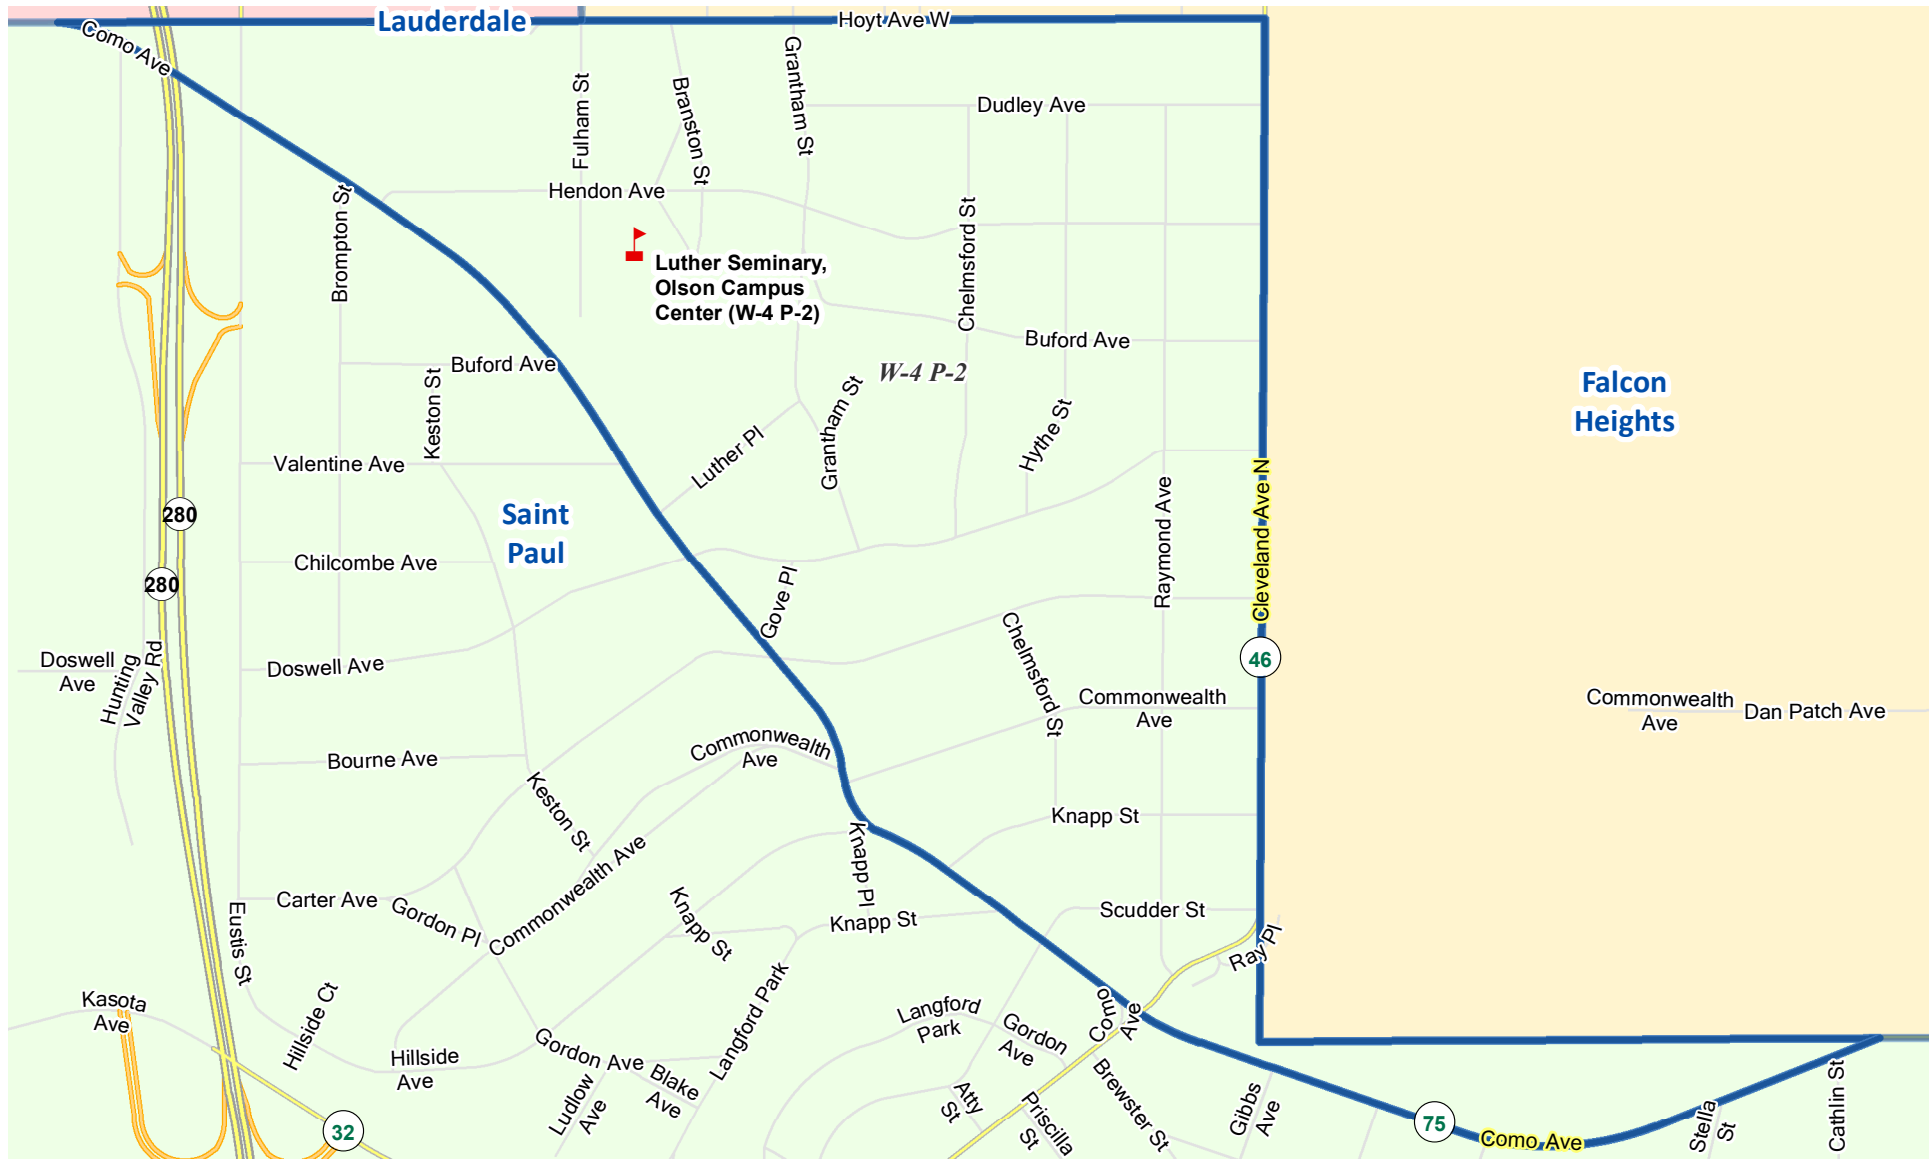 Lauderdale
Hoyt Ave W
Como Ave
Grantham St
Fulham St
Branston St
Dudley Ave
Hendon Ave
Brompton St
Chelmsford St
Luther Seminary,
Olson Campus
Center (W-4 P-2)
Buford Ave
Buford Ave
W-4 P-2
Keston St
Grantham St
Hythe St
Luther Pl
Falcon
Heights
Valentine Ave
Saint
Paul
280
Raymond Ave
Cleveland Ave N
Chilcombe Ave
280
Gove Pl
46
Doswell
Ave
Hunting
Valley Rd
Doswell Ave
Chelmsford St
Commonwealth
Ave
Commonwealth
Ave
Dan Patch Ave
Commonwealth
Ave
Bourne Ave
Keston St
Knapp St
Commonwealth Ave
Knapp Pl
Carter Ave
Gordon Pl
Knapp St
Knapp St
Scudder St
Eustis St
Ray Pl
Langford Park
Hillside Ct
Kasota
Ave
Langford
Park
Gordon
Ave
Como
Ave
Hillside
Ave
Gordon Ave
Blake
Ave
Ludlow
Ave
Atty
St
Priscilla
St
Brewster St
Gibbs
Ave
32
75
Como Ave
Stella
St
Cathlin St